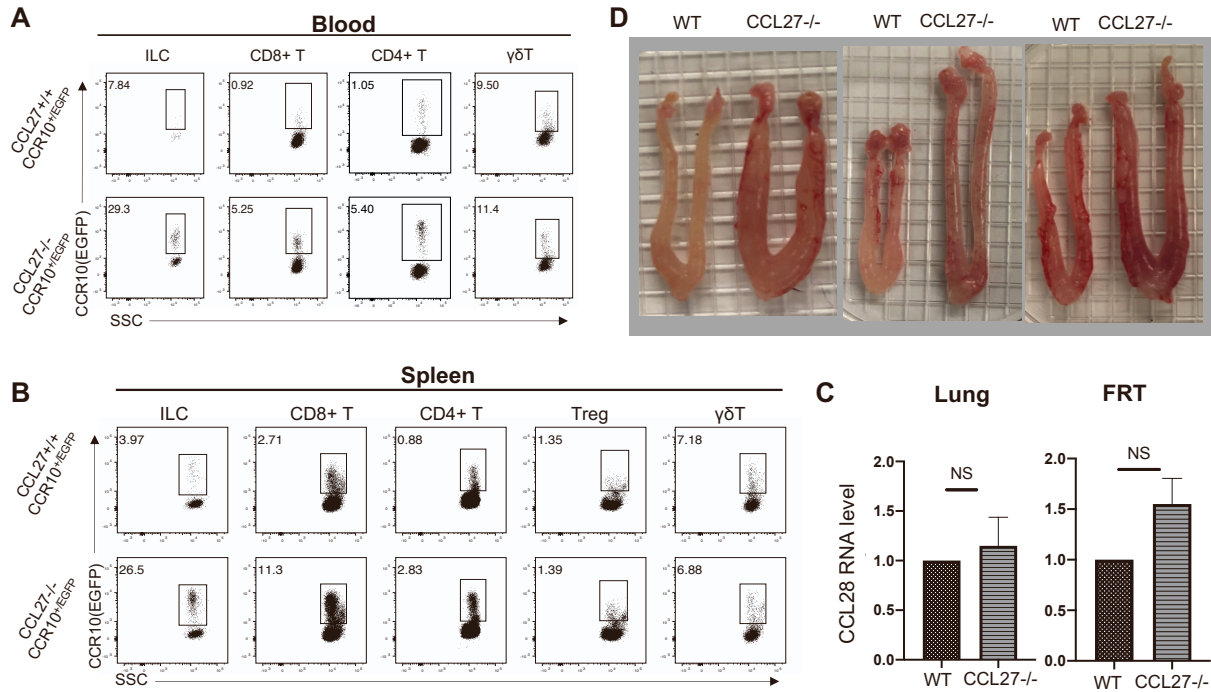 A
Blood
ILC CD8+ T CD4+ T γδT
CCL27+/+
CCR10+/EGFP
7.84 0.92 1.05 9.50
CCL27-/-
CCR10+/EGFP
29.3 5.25 5.40 11.4
CCR10(EGFP)
SSC
B
Spleen
ILC CD8+ T CD4+ T Treg γδT
CCL27+/+
CCR10+/EGFP
3.97 2.71 0.88 1.35 7.18
CCL27-/-
CCR10+/EGFP
26.5 11.3 2.83 1.39 6.88
CCR10(EGFP)
SSC
D
WT CCL27-/- WT CCL27-/- WT CCL27-/-
C
Lung FRT
CCL28 RNA level
2.0
1.5
1.0
0.5
0.0
NS
WT CCL27-/-
2.0
1.5
1.0
0.5
0.0
NS
WT CCL27-/-